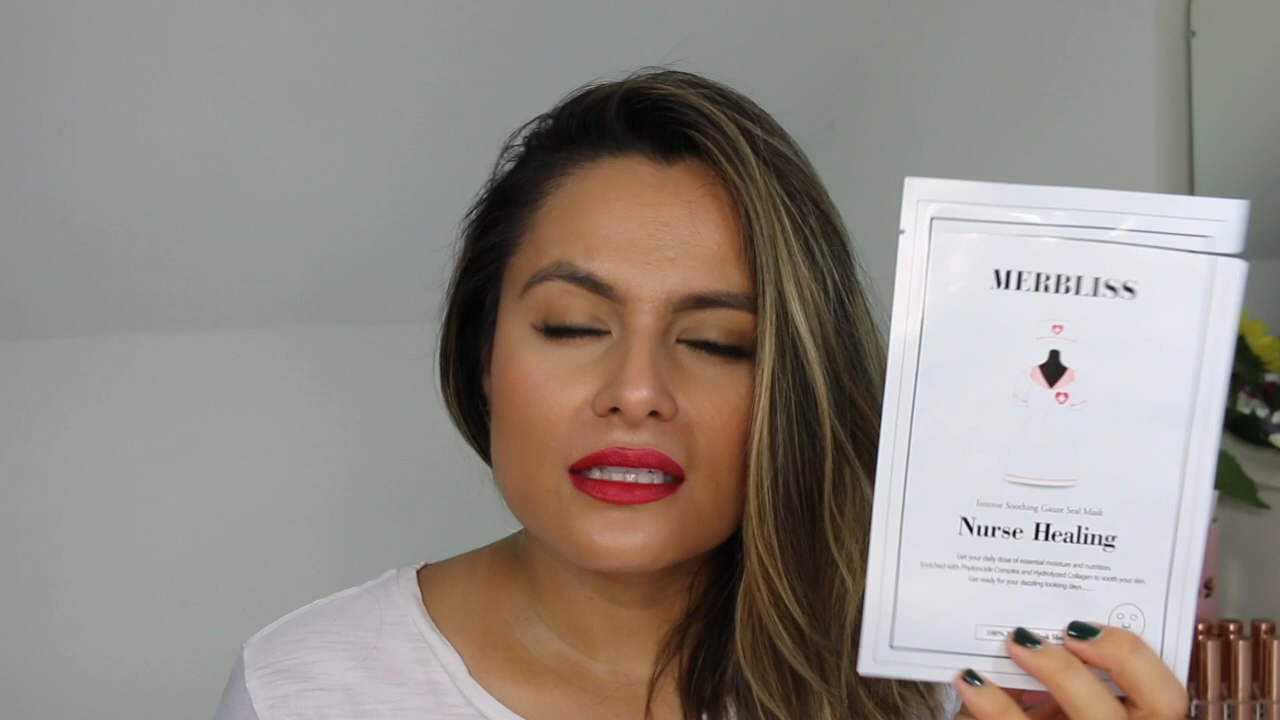 MERBLISS
Intense Soothing Gauze Seal Mask
Nurse Healing
Get your daily dose of essential moisture and nutrition.
Enriched with Phytoncide Complex and Hydrolyzed Collagen to sooth your skin.
Get ready for your dazzling looking days......
100%